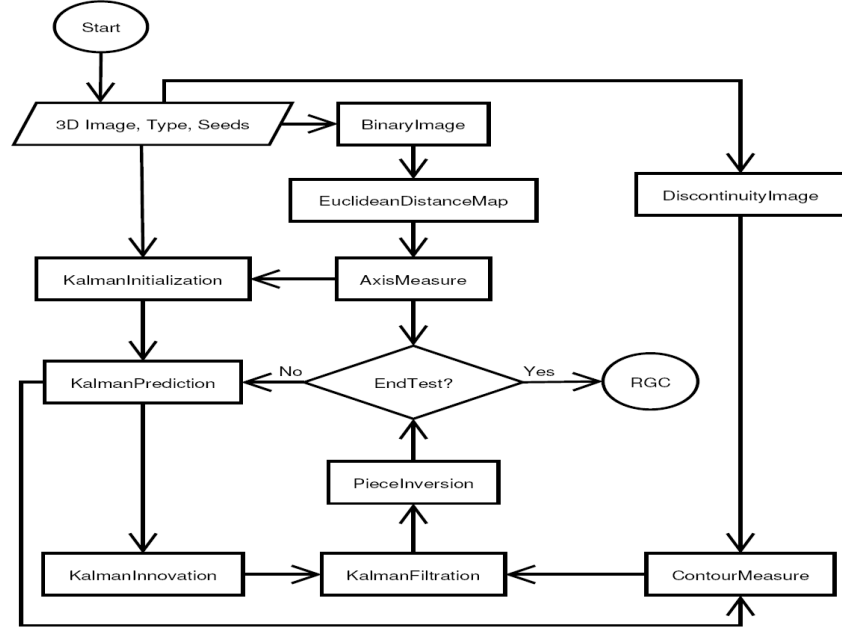 Start
3D Image, Type, Seeds
BinaryImage
EuclideanDistanceMap
DiscontinuityImage
KalmanInitialization
AxisMeasure
KalmanPrediction
No
EndTest?
Yes
RGC
PieceInversion
KalmanInnovation
KalmanFiltration
ContourMeasure